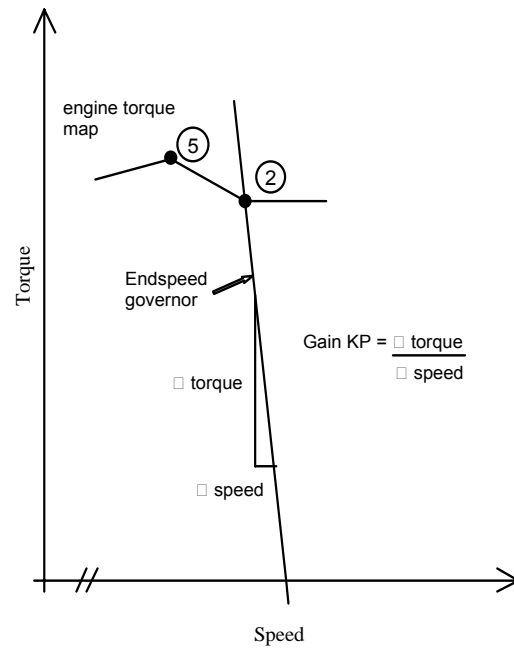 engine torque
map
5
2
Torque
Endspeed
governor
Gain KP = □ torque
□ speed
□ torque
□ speed
Speed